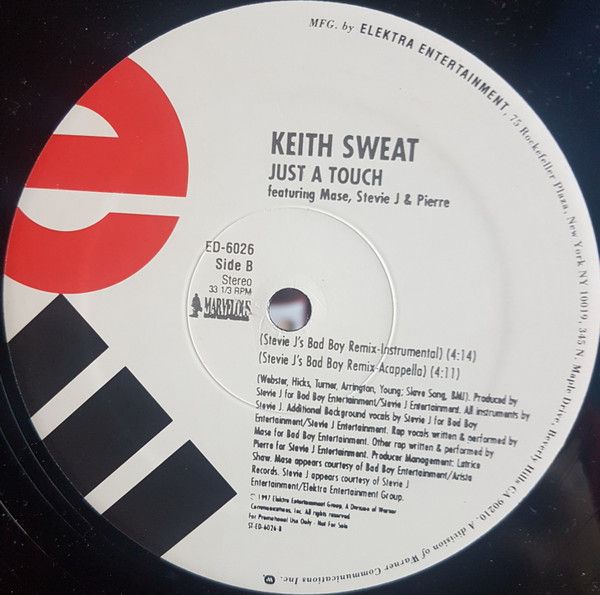 MFG. by ELEKTRA ENTERTAINMENT, 75 Rockefeller Plaza, New York NY 10019, 345 N. Maple Drive, Beverly Hills CA 90210, A division of Warner Communications Inc.
KEITH SWEAT
JUST A TOUCH
featuring Mase, Stevie J & Pierre
ED-6026
Side B
Stereo
33 1/3 RPM
MARVELOUS
(Stevie J's Bad Boy Remix-Instrumental) (4:14)
(Stevie J's Bad Boy Remix-Acappella) (4:11)
(Webster, Hicks, Turner, Arrington, Young; Slave Song, BMI). Produced by
Stevie J for Bad Boy Entertainment/Stevie J Entertainment. All instruments by
Stevie J. Additional Background vocals by Stevie J for Bad Boy
Entertainment/Stevie J Entertainment. Rap vocals written & performed by
Mase for Bad Boy Entertainment. Other rap written & performed by
Pierre for Stevie J Entertainment. Producer Management: Latrice
Shaw. Mase appears courtesy of Bad Boy Entertainment/Arista
Records. Stevie J appears courtesy of Stevie J
Entertainment/Elektra Entertainment Group.
℗ 1997 Elektra Entertainment Group, A Division of Warner
Communications, Inc. All rights reserved
For Promotional Use Only - Not For Sale
ST-ED-6026-B